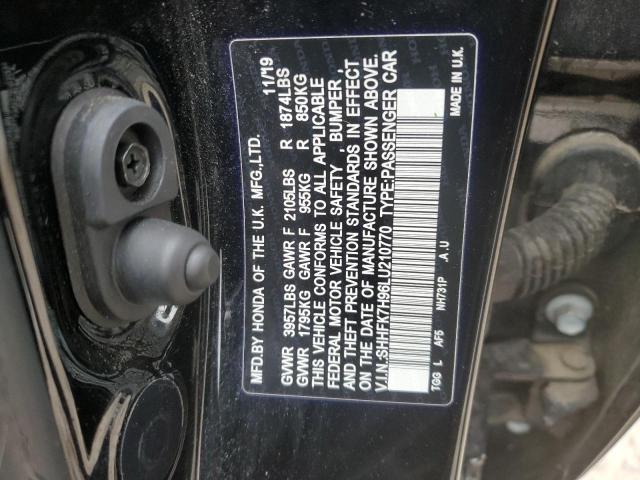 MFD.BY HONDA OF THE U.K. MFG.,LTD. 11/19
GVWR 3957LBS GAWR F 2105LBS R 1874LBS
GVWR 1795KG GAWR F 955KG R 850KG
THIS VEHICLE CONFORMS TO ALL APPLICABLE
FEDERAL MOTOR VEHICLE SAFETY , BUMPER ,
AND THEFT PREVENTION STANDARDS IN EFFECT
ON THE DATE OF MANUFACTURE SHOWN ABOVE.
V.I.N.:SHHFK7H96LU210770 TYPE:PASSENGER CAR
TGG L AF5 NH731P .A.U MADE IN U.K.